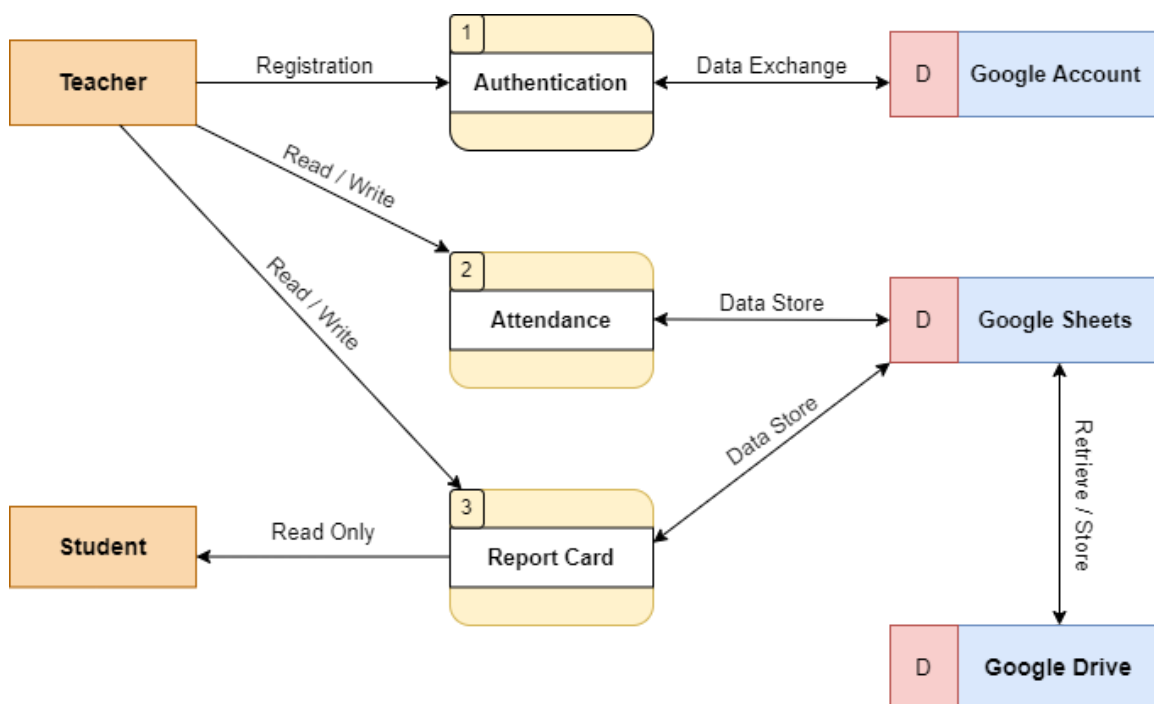 1
Teacher
Registration
Authentication
Data Exchange
D
Google Account
Read / Write
2
Attendance
Data Store
D
Google Sheets
Read / Write
Data Store
Retrieve / Store
3
Student
Read Only
Report Card
D
Google Drive